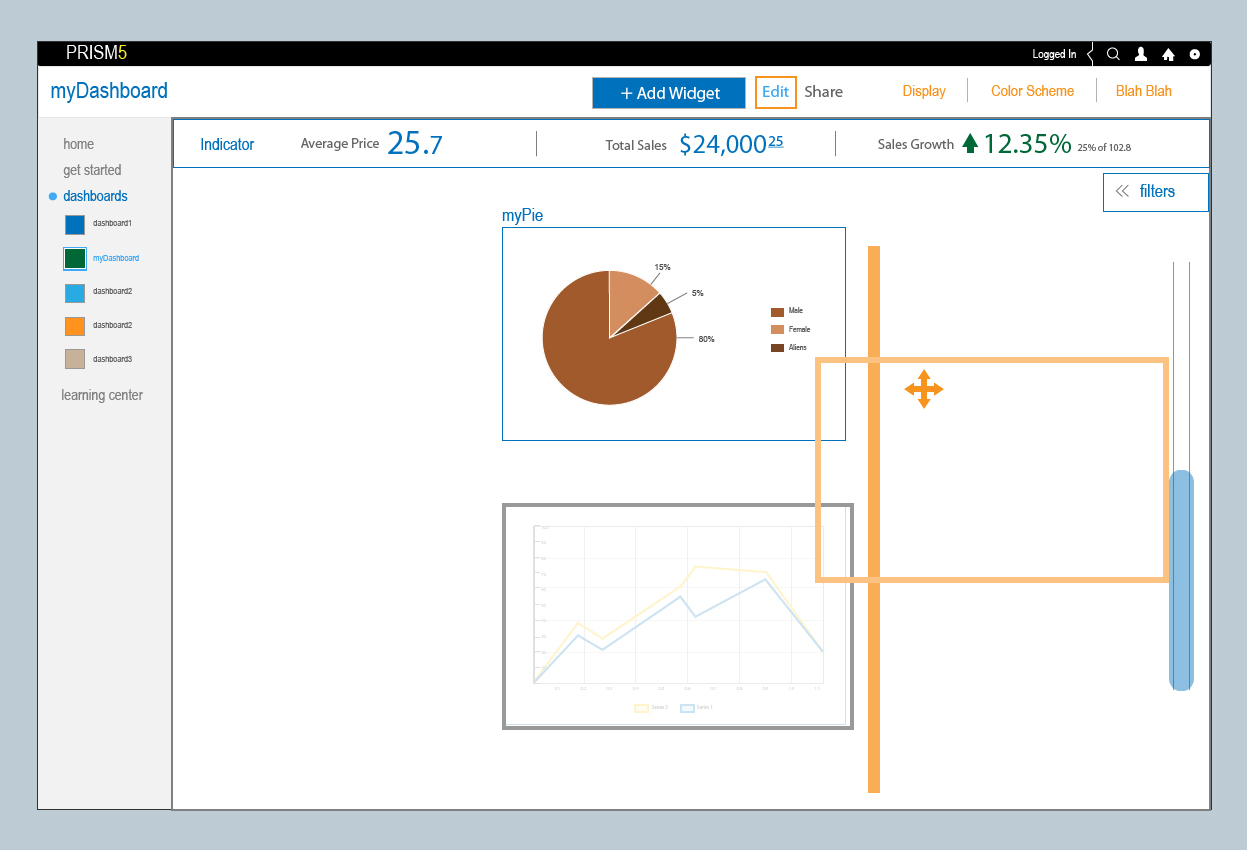 PRISM5
Logged In
myDashboard
+ Add Widget
Edit
Share
Display
Color Scheme
Blah Blah
home
get started
dashboards
dashboard1
myDashboard
dashboard2
dashboard2
dashboard3
learning center
Indicator
Average Price 25.7
Total Sales $24,00025
Sales Growth 12.35% 25% of 102.8
filters
myPie
15%
5%
80%
Male
Female
Aliens
Series 2
Series 1